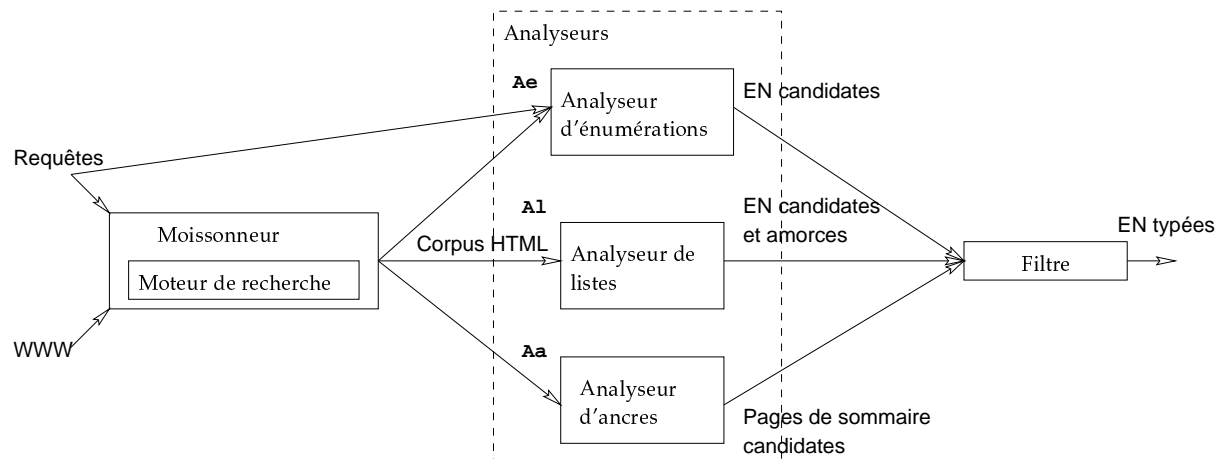 Analyseurs
Ae
Analyseur
d'énumérations
EN candidates
Requêtes
Moissonneur
Moteur de recherche
Corpus HTML
Al
Analyseur de
listes
EN candidates
et amorces
Filtre
EN typées
WWW
Aa
Analyseur
d'ancres
Pages de sommaire
candidates